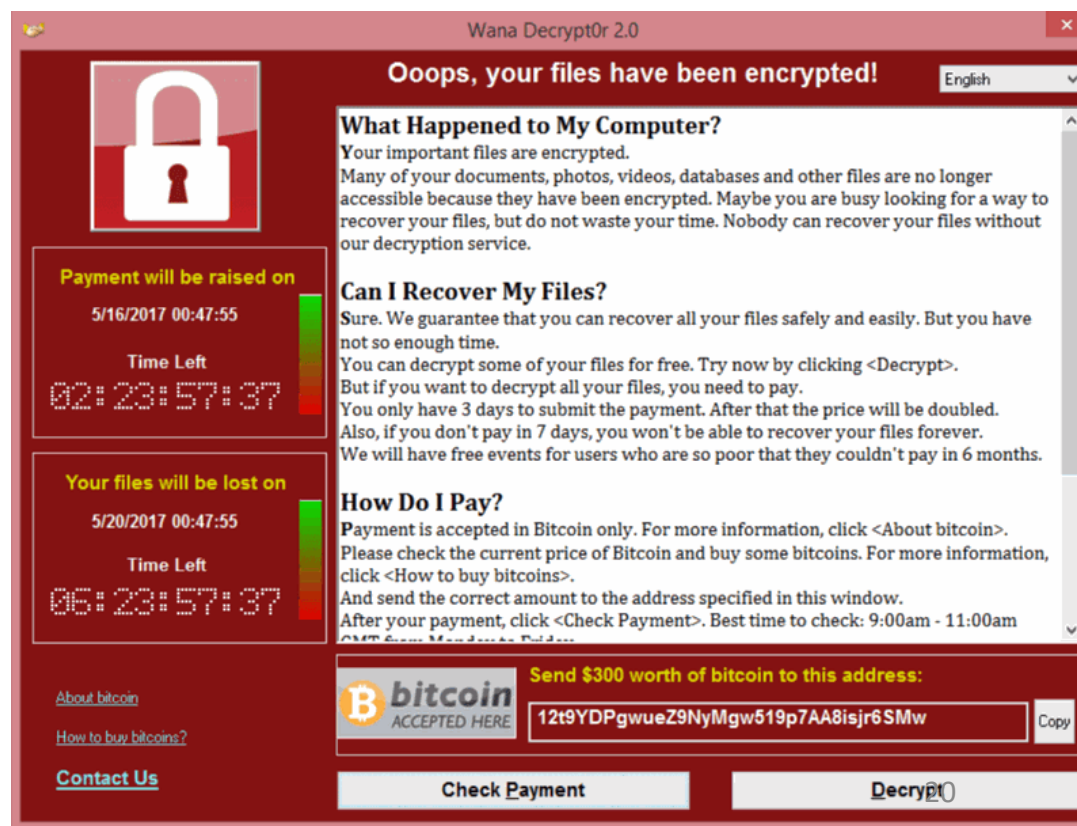 Wana Decrypt0r 2.0
Ooops, your files have been encrypted!
English
What Happened to My Computer?
Your important files are encrypted.
Many of your documents, photos, videos, databases and other files are no longer
accessible because they have been encrypted. Maybe you are busy looking for a way to
recover your files, but do not waste your time. Nobody can recover your files without
our decryption service.
Can I Recover My Files?
Sure. We guarantee that you can recover all your files safely and easily. But you have
not so enough time.
You can decrypt some of your files for free. Try now by clicking <Decrypt>.
But if you want to decrypt all your files, you need to pay.
You only have 3 days to submit the payment. After that the price will be doubled.
Also, if you don't pay in 7 days, you won't be able to recover your files forever.
We will have free events for users who are so poor that they couldn't pay in 6 months.
How Do I Pay?
Payment is accepted in Bitcoin only. For more information, click <About bitcoin>.
Please check the current price of Bitcoin and buy some bitcoins. For more information,
click <How to buy bitcoins>.
And send the correct amount to the address specified in this window.
After your payment, click <Check Payment>. Best time to check: 9:00am - 11:00am
GMT from Monday to Friday.
Payment will be raised on
5/16/2017 00:47:55
Time Left
02:23:57:37
Your files will be lost on
5/20/2017 00:47:55
Time Left
06:23:57:37
About bitcoin
How to buy bitcoins?
Contact Us
bitcoin
ACCEPTED HERE
Send $300 worth of bitcoin to this address:
12t9YDPgwueZ9NyMgw519p7AA8isjr6SMw
Copy
Check Payment
Decrypt
20